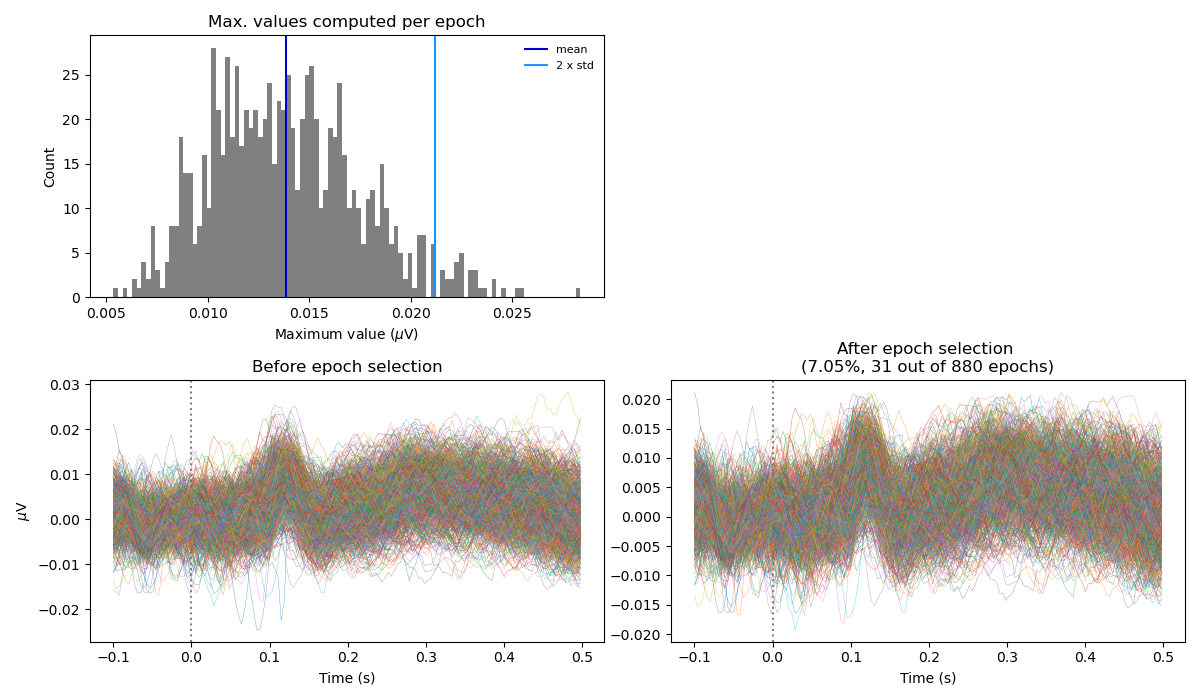 Max. values computed per epoch
mean
2 x std
25
20
15
10
5
0
Count
0.005 0.010 0.015 0.020 0.025
Maximum value (μV)
Before epoch selection
0.03
0.02
0.01
0.00
−0.01
−0.02
μV
−0.1 0.0 0.1 0.2 0.3 0.4 0.5
Time (s)
After epoch selection
(7.05%, 31 out of 880 epochs)
0.020
0.015
0.010
0.005
0.000
−0.005
−0.010
−0.015
−0.020
−0.1 0.0 0.1 0.2 0.3 0.4 0.5
Time (s)